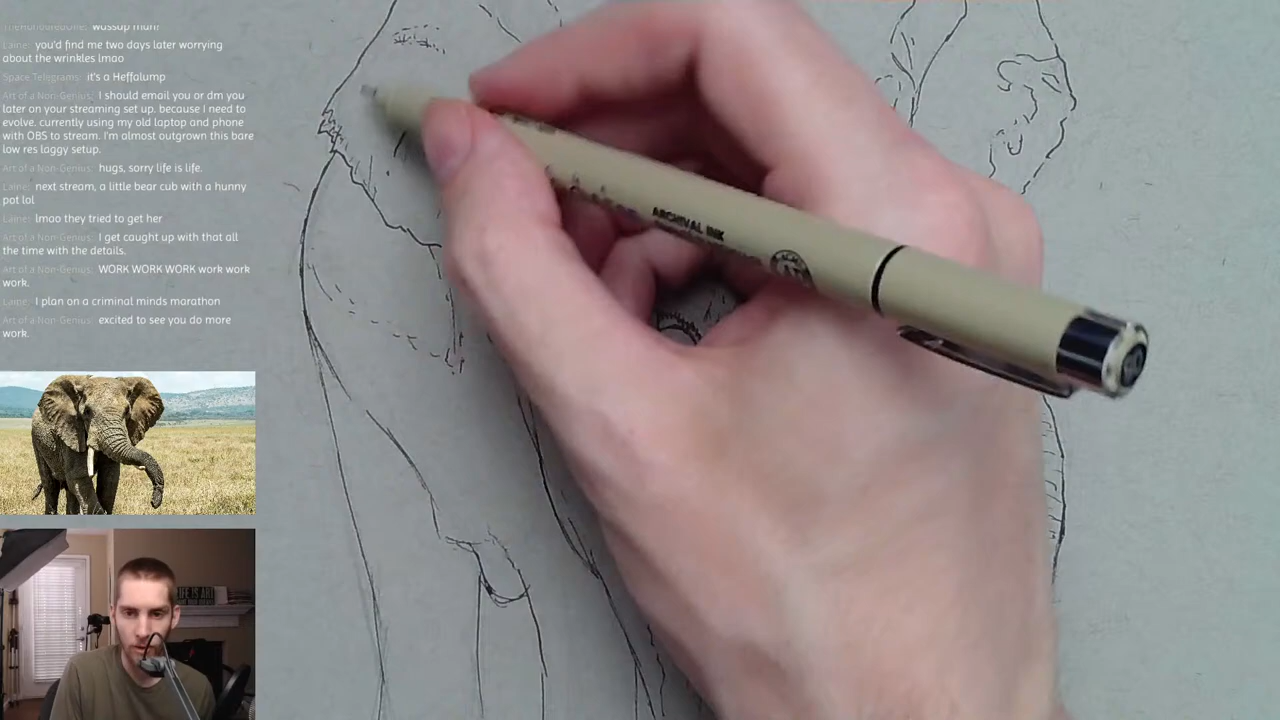 TheHonouredOne: wassup man!
Laine: you'd find me two days later worrying
about the wrinkles lmao
Space Telegrams: it's a Heffalump
Art of a Non-Genius: I should email you or dm you
later on your streaming set up. because I need to
evolve. currently using my old laptop and phone
with OBS to stream. I'm almost outgrown this bare
low res laggy setup.
Art of a Non-Genius: hugs, sorry life is life.
Laine: next stream, a little bear cub with a hunny
pot lol
Laine: lmao they tried to get her
Art of a Non-Genius: I get caught up with that all
the time with the details.
Art of a Non-Genius: WORK WORK WORK work work
work.
Laine: I plan on a criminal minds marathon
Art of a Non-Genius: excited to see you do more
work.
ARCHIVAL INK
LIFE IS ART